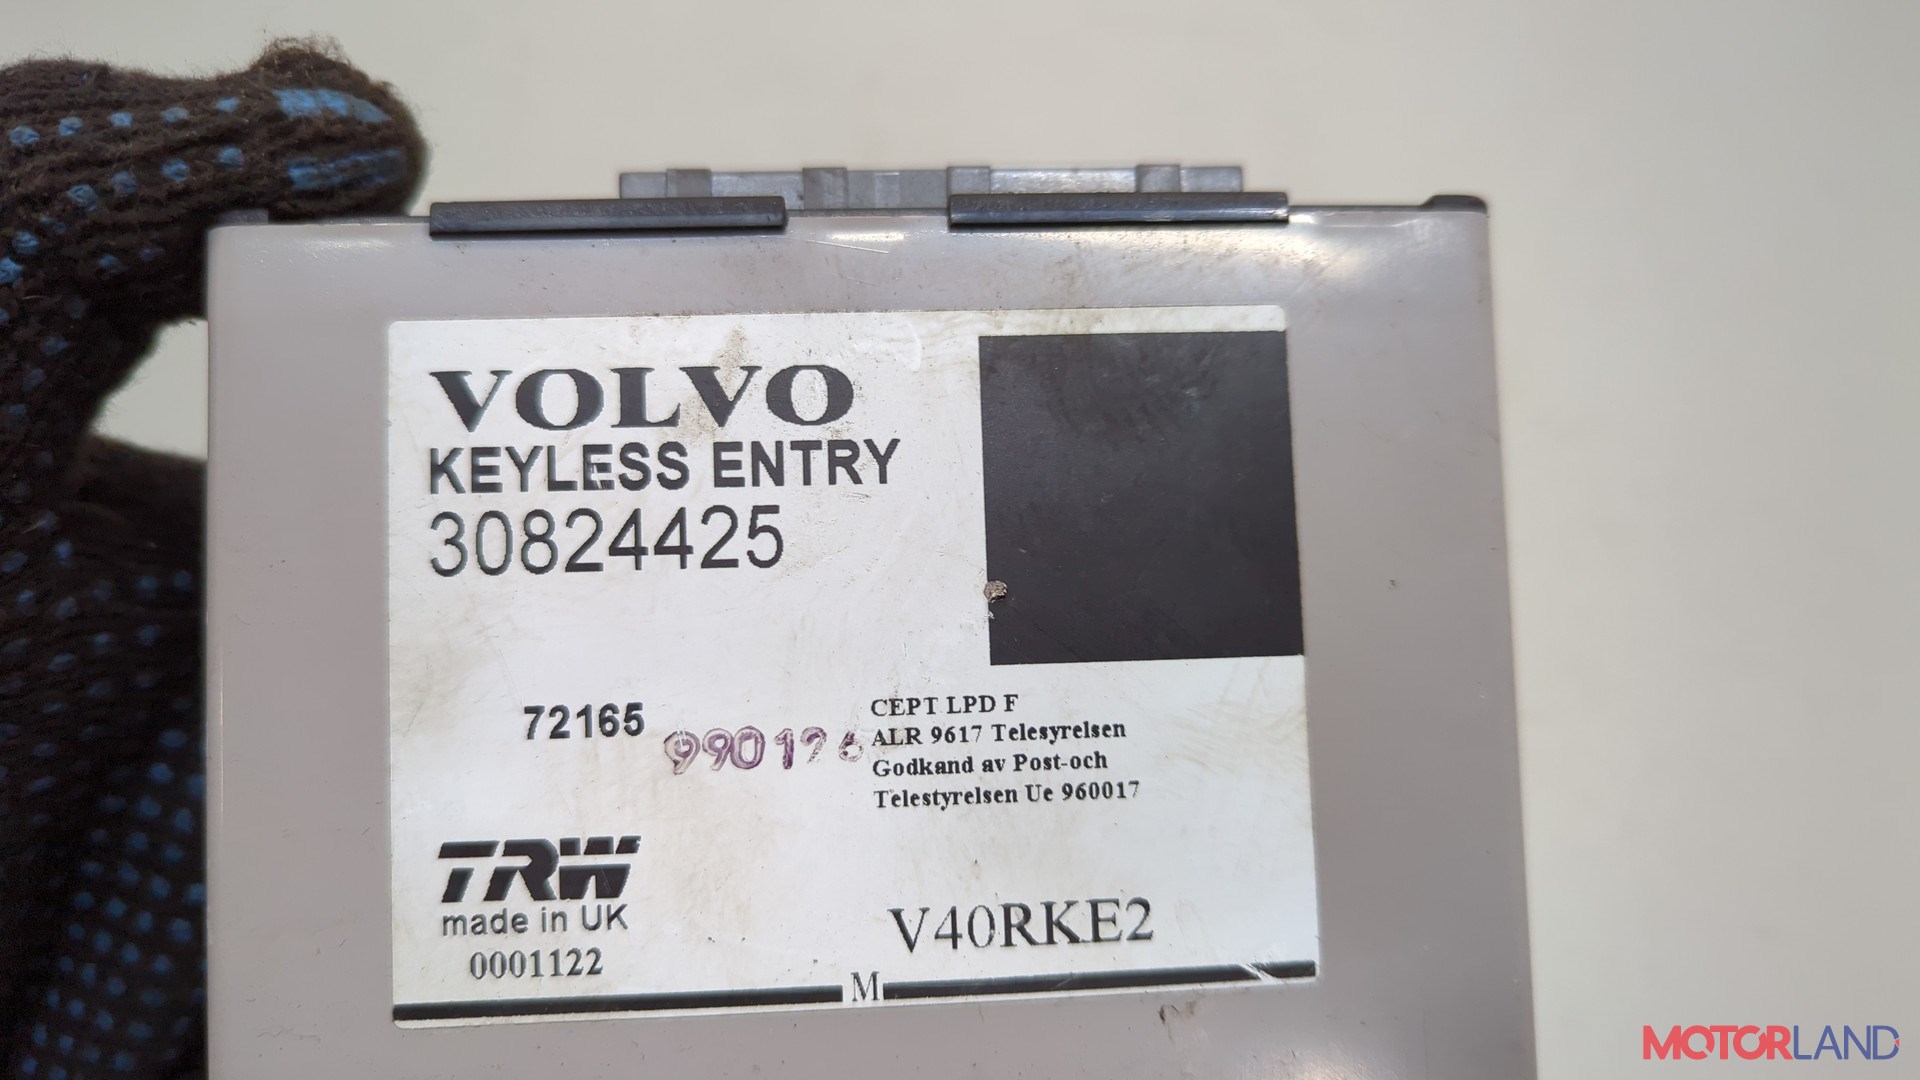 VOLVO
KEYLESS ENTRY
30824425
72165
990126
CEPT LPD F
ALR 9617 Telesyrelsen
Godkand av Post-och
Telestyrelsen Ue 960017
TRW
made in UK
0001122
V40RKE2
M
MOTORLAND